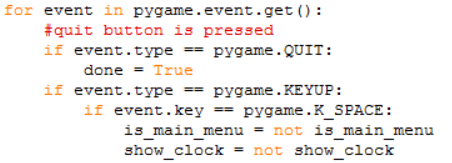 for event in pygame.event.get():
    #quit button is pressed
    if event.type == pygame.QUIT:
        done = True
    if event.type == pygame.KEYUP:
        if event.key == pygame.K_SPACE:
            is_main_menu = not is_main_menu
            show_clock = not show_clock